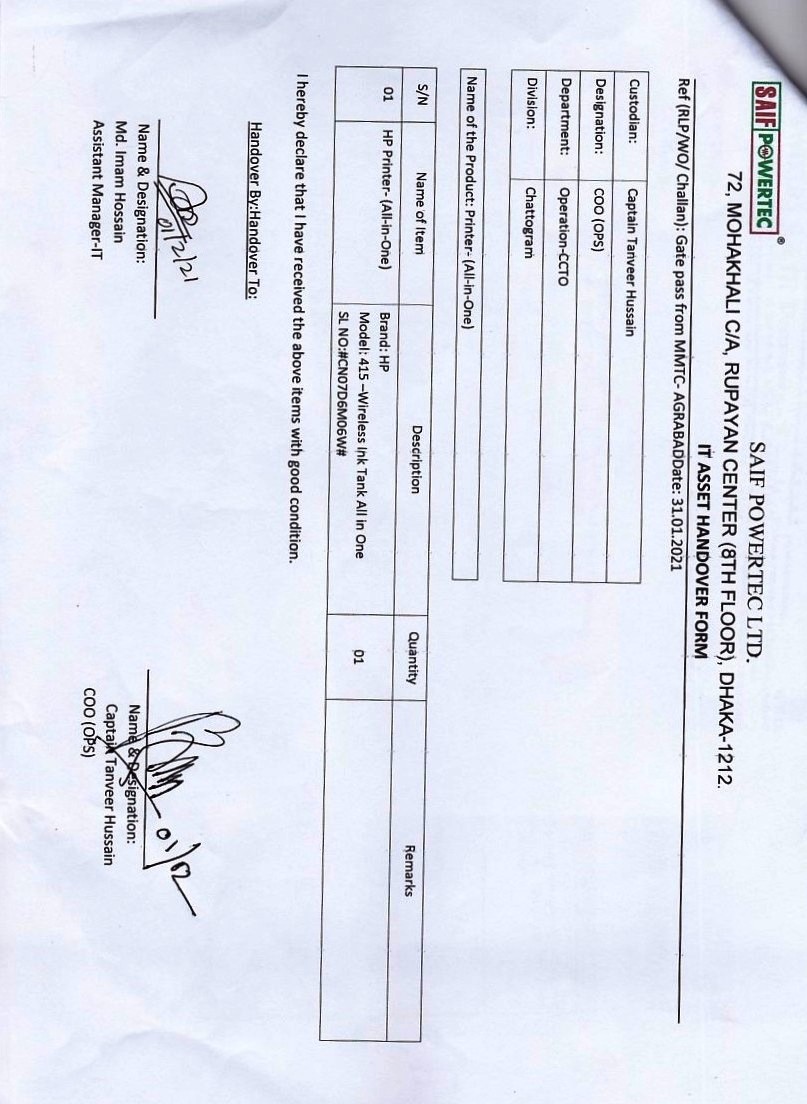 SAIF POWERTEC ®
SAIF POWERTEC LTD.
72, MOHAKHALI C/A, RUPAYAN CENTER (8TH FLOOR), DHAKA-1212.
IT ASSET HANDOVER FORM
Ref (RLP/WO/ Challan): Gate pass from MMTC- AGRABADDate: 31.01.2021
Custodian: Captain Tanveer Hussain
Designation: COO (OPS)
Department: Operation-CCTO
Division: Chattogram
Name of the Product: Printer- (All-in-One)
S/N Name of Item Description Quantity Remarks
01 HP Printer- (All-in-One) Brand: HP 01
Model: 415 –Wireless Ink Tank All in One
SL NO:#CN07D6M06W#
I hereby declare that I have received the above items with good condition.
Handover By:Handover To:
01/2/21
01/02
Name & Designation:
Md. Imam Hossain
Assistant Manager-IT
Name & Designation:
Captain Tanveer Hussain
COO (OPS)